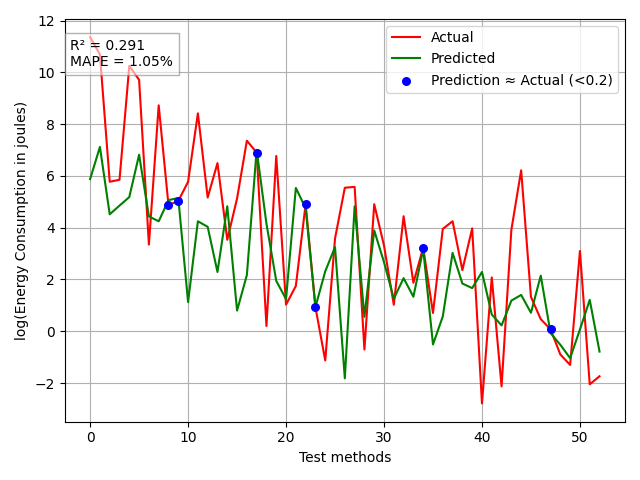 R² = 0.291
MAPE = 1.05%
Actual
Predicted
Prediction ≈ Actual (<0.2)
log(Energy Consumption in joules)
12
10
8
6
4
2
0
−2
0 10 20 30 40 50
Test methods